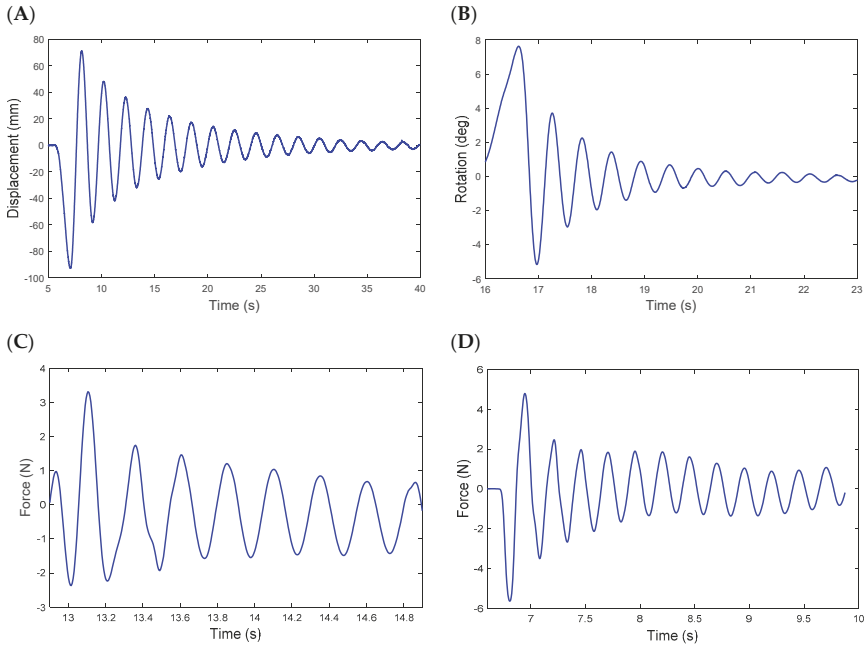 (A)
80
60
40
20
0
-20
-40
-60
-80
-100
Displacement (mm)
5 10 15 20 25 30 35 40
Time (s)
(B)
8
6
4
2
0
-2
-4
-6
Rotation (deg)
16 17 18 19 20 21 22 23
Time (s)
(C)
4
3
2
1
0
-1
-2
-3
Force (N)
13 13.2 13.4 13.6 13.8 14 14.2 14.4 14.6 14.8
Time (s)
(D)
6
4
2
0
-2
-4
-6
Force (N)
7 7.5 8 8.5 9 9.5 10
Time (s)